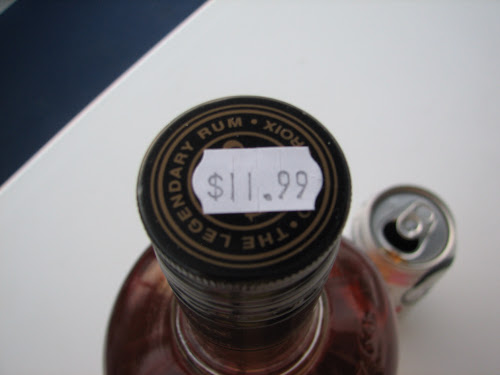 $11.99
THE LEGENDARY RUM •